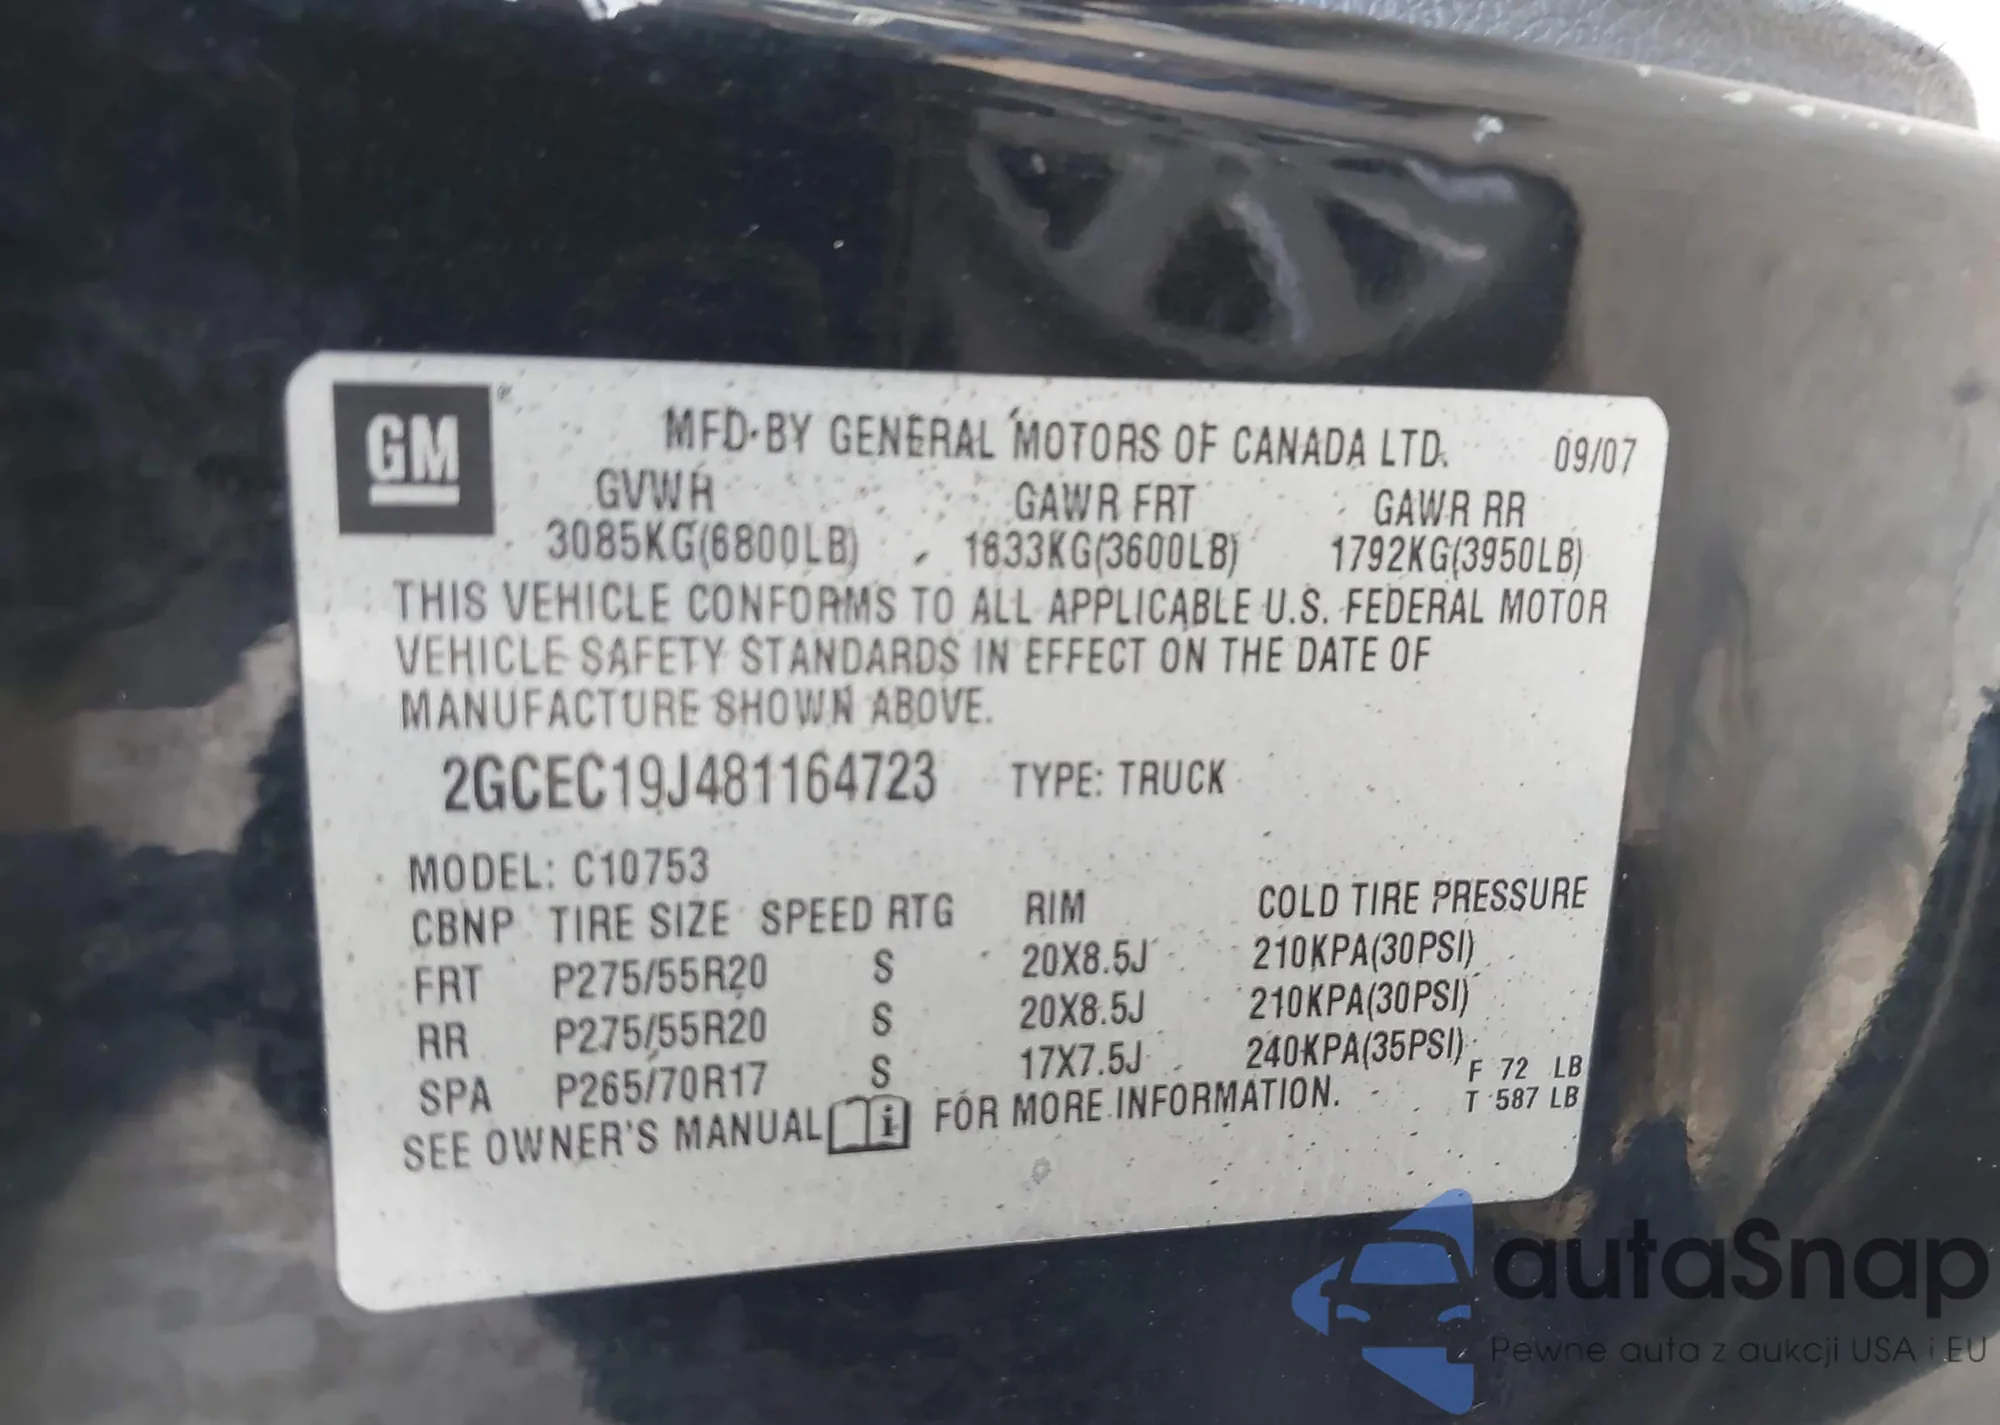 GM
MFD BY GENERAL MOTORS OF CANADA LTD. 09/07
GVWR GAWR FRT GAWR RR
3085KG(6800LB) 1633KG(3600LB) 1792KG(3950LB)
THIS VEHICLE CONFORMS TO ALL APPLICABLE U.S. FEDERAL MOTOR
VEHICLE SAFETY STANDARDS IN EFFECT ON THE DATE OF
MANUFACTURE SHOWN ABOVE.
2GCEC19J481164723 TYPE: TRUCK
MODEL: C10753
CBNP TIRE SIZE SPEED RTG RIM COLD TIRE PRESSURE
FRT P275/55R20 S 20X8.5J 210KPA(30PSI)
RR P275/55R20 S 20X8.5J 210KPA(30PSI)
SPA P265/70R17 S 17X7.5J 240KPA(35PSI)
F 72 LB
T 587 LB
SEE OWNER'S MANUAL i FOR MORE INFORMATION.
autaSnap
Pewne auta z aukcji USA i EU